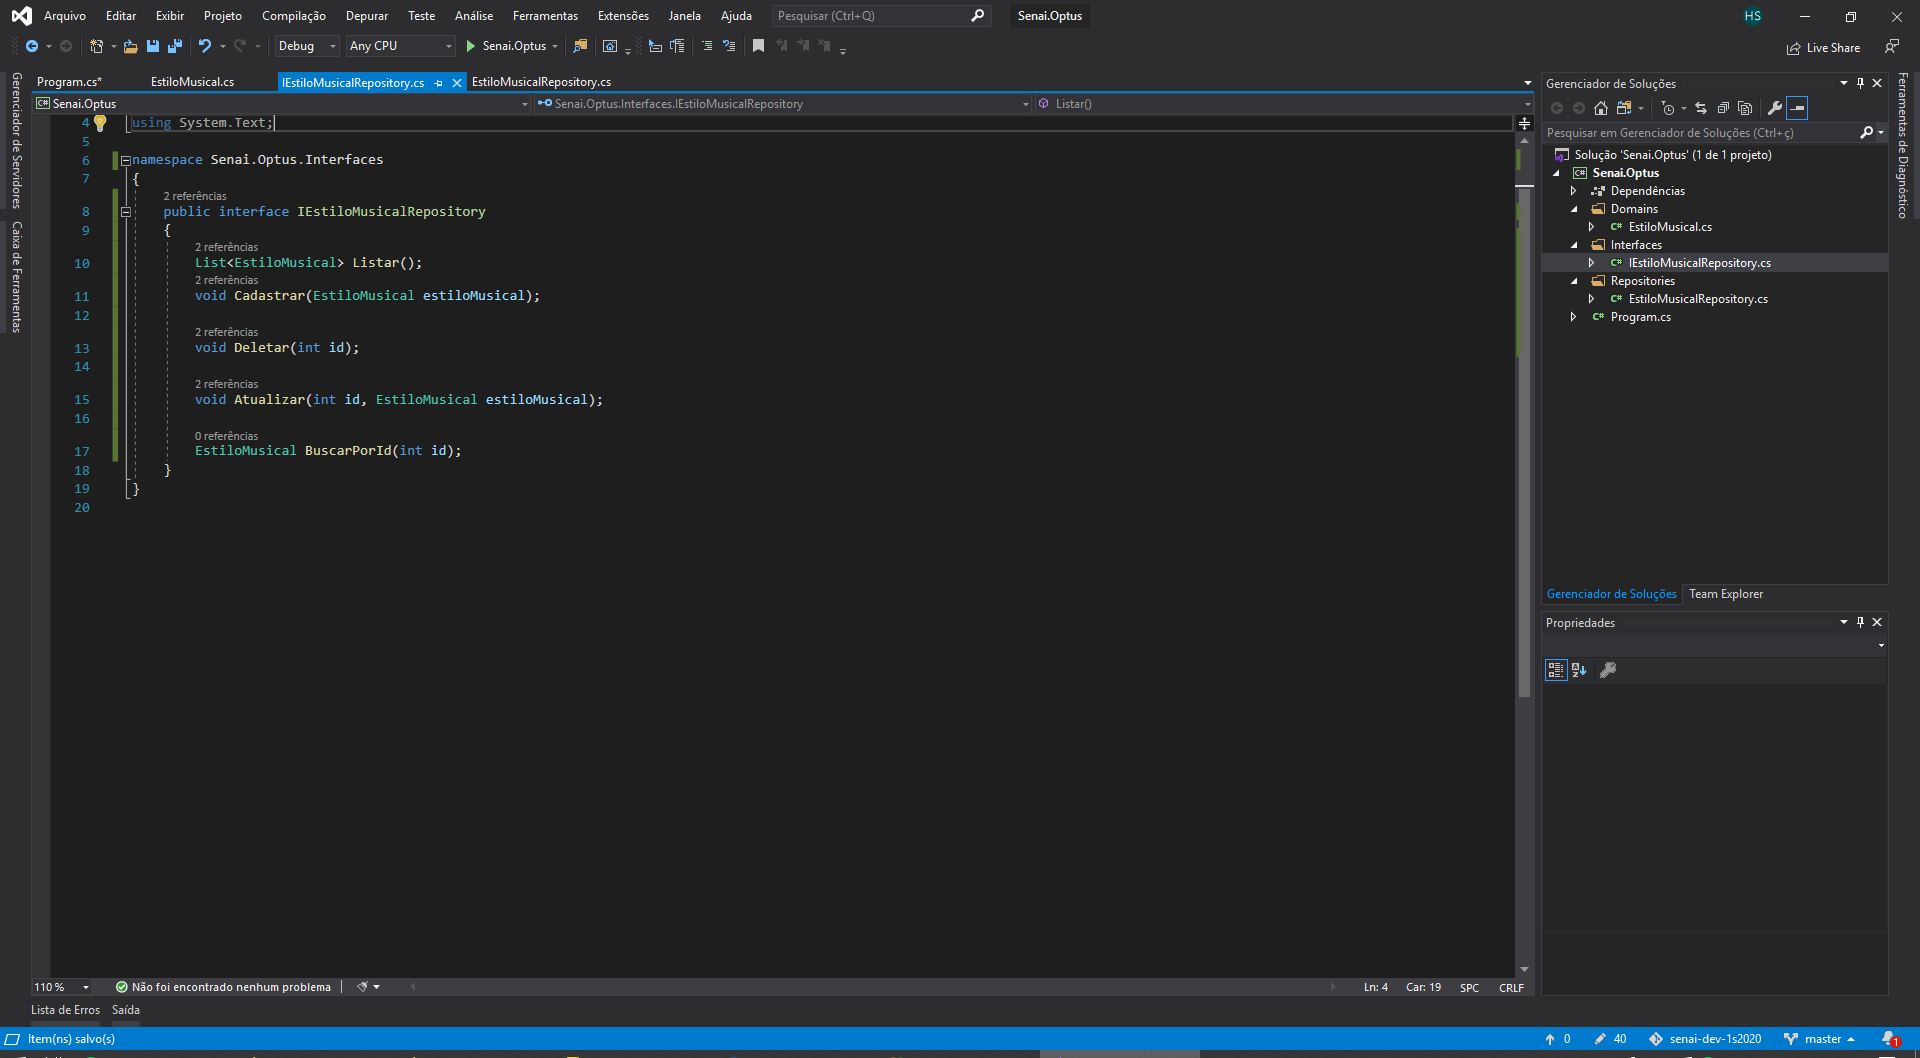 Arquivo Editar Exibir Projeto Compilação Depurar Teste Análise Ferramentas Extensões Janela Ajuda Pesquisar (Ctrl+Q) Senai.Optus HS
Debug Any CPU Senai.Optus Live Share
Gerenciador de Servidores
Caixa de Ferramentas
Program.cs* EstiloMusical.cs IEstiloMusicalRepository.cs EstiloMusicalRepository.cs
Senai.Optus Senai.Optus.Interfaces.IEstiloMusicalRepository Listar()
4 using System.Text;
5
6 namespace Senai.Optus.Interfaces
7 {
2 referências
8 public interface IEstiloMusicalRepository
9 {
2 referências
10 List<EstiloMusical> Listar();
2 referências
11 void Cadastrar(EstiloMusical estiloMusical);
12
2 referências
13 void Deletar(int id);
14
2 referências
15 void Atualizar(int id, EstiloMusical estiloMusical);
16
0 referências
17 EstiloMusical BuscarPorId(int id);
18 }
19 }
20
110 % Não foi encontrado nenhum problema Ln: 4 Car: 19 SPC CRLF
Lista de Erros Saída
Gerenciador de Soluções
Pesquisar em Gerenciador de Soluções (Ctrl+ç)
Solução 'Senai.Optus' (1 de 1 projeto)
C# Senai.Optus
Dependências
Domains
C# EstiloMusical.cs
Interfaces
C# IEstiloMusicalRepository.cs
Repositories
C# EstiloMusicalRepository.cs
C# Program.cs
Gerenciador de Soluções Team Explorer
Propriedades
Ferramentas de Diagnóstico
Item(ns) salvo(s) 0 40 senai-dev-1s2020 master 1